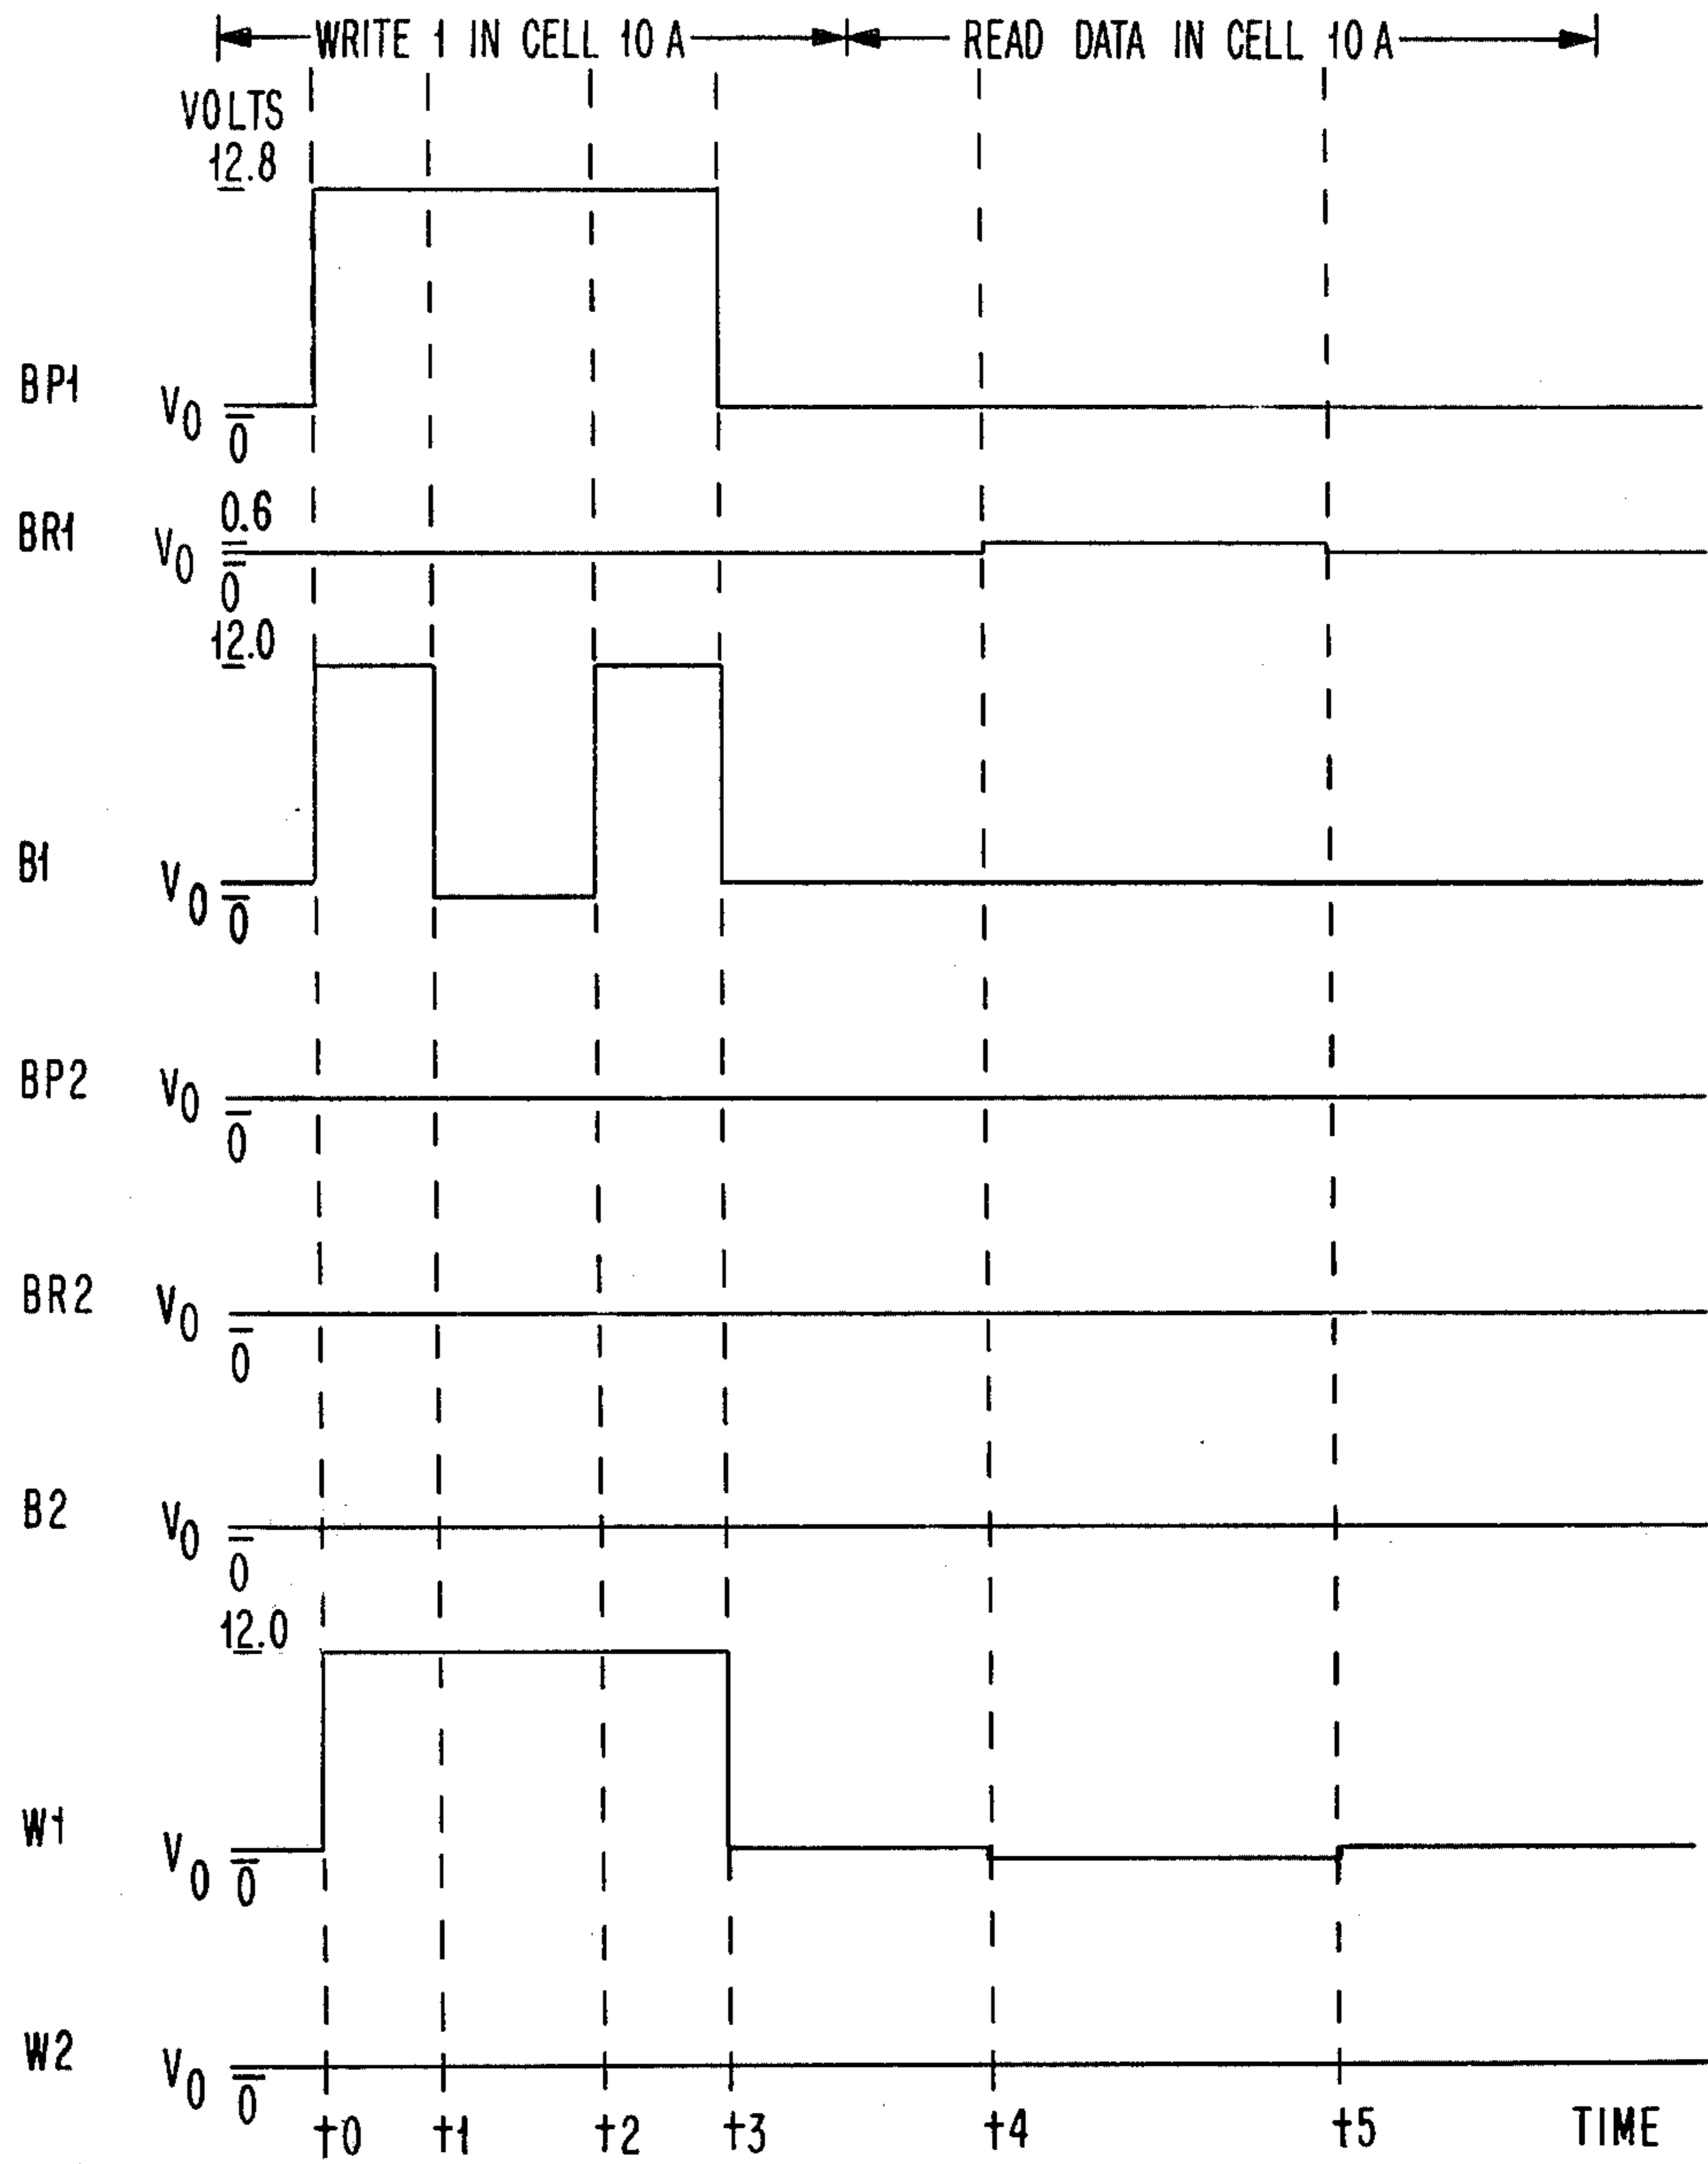 WRITE 1 IN CELL 10A READ DATA IN CELL 10A
VOLTS
12.8
BP1 V0 0
0.6
BR1 V0 0
12.0
B1 V0 0
BP2 V0 0
BR2 V0 0
B2 V0 0
12.0
W1 V0 0
W2 V0 0
t0 t1 t2 t3 t4 t5 TIME